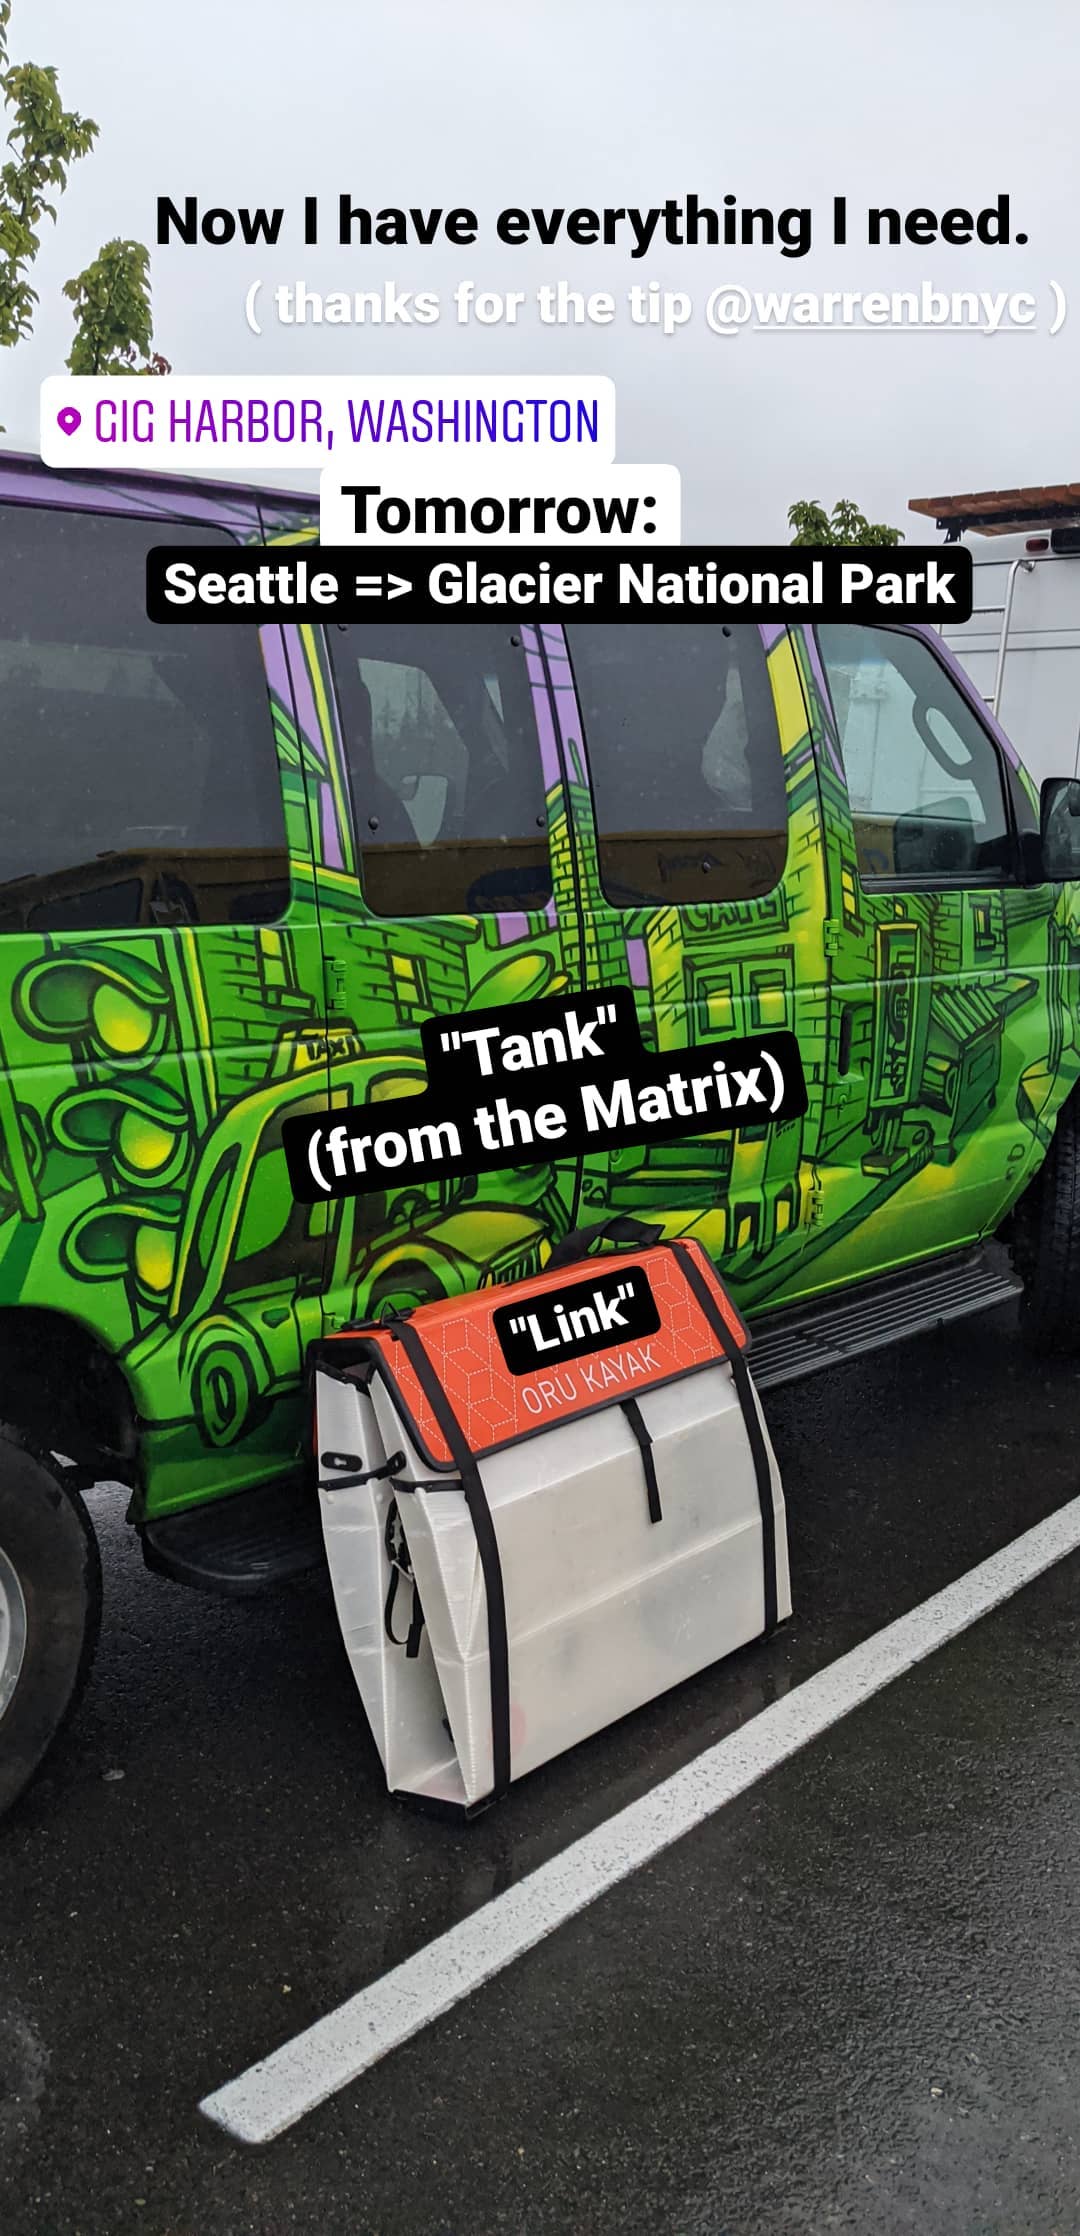 Now I have everything I need.
( thanks for the tip @warrenbnyc )
GIG HARBOR, WASHINGTON
Tomorrow:
Seattle => Glacier National Park
CAFE
TAXI
"Tank"
(from the Matrix)
"Link"
ORU KAYAK